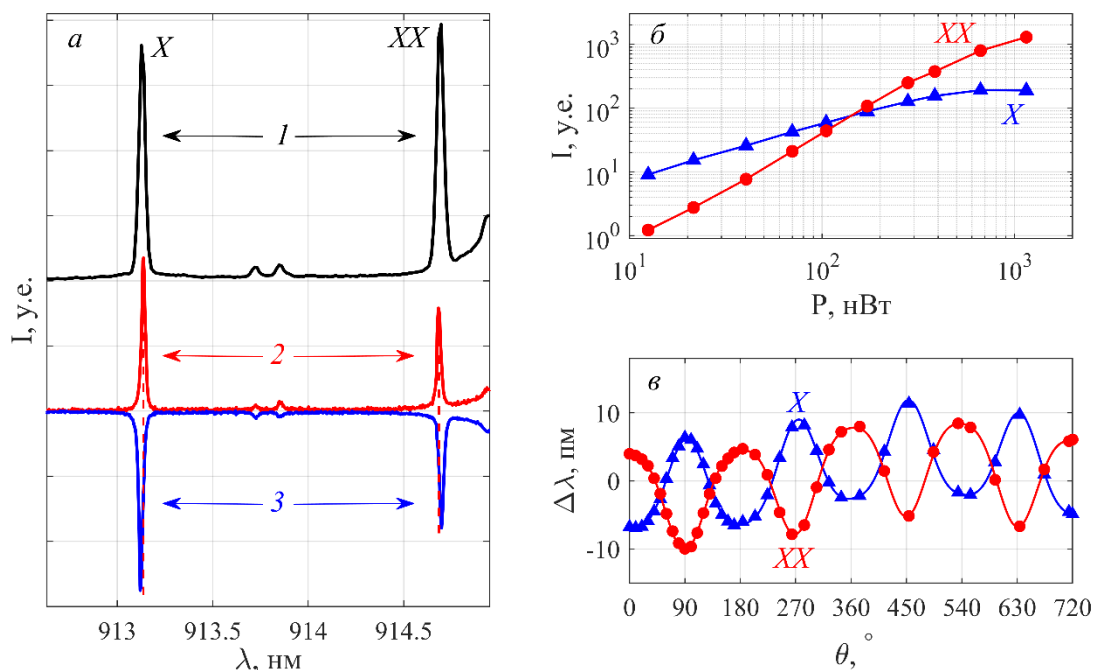 а
X
XX
1
2
3
I, у.е.
913
913.5
914
914.5
λ, нм
б
XX
X
I, у.е.
10³
10²
10¹
10⁰
10¹
10²
10³
P, нВт
в
X
XX
Δλ, пм
10
0
-10
0
90
180
270
360
450
540
630
720
θ, °